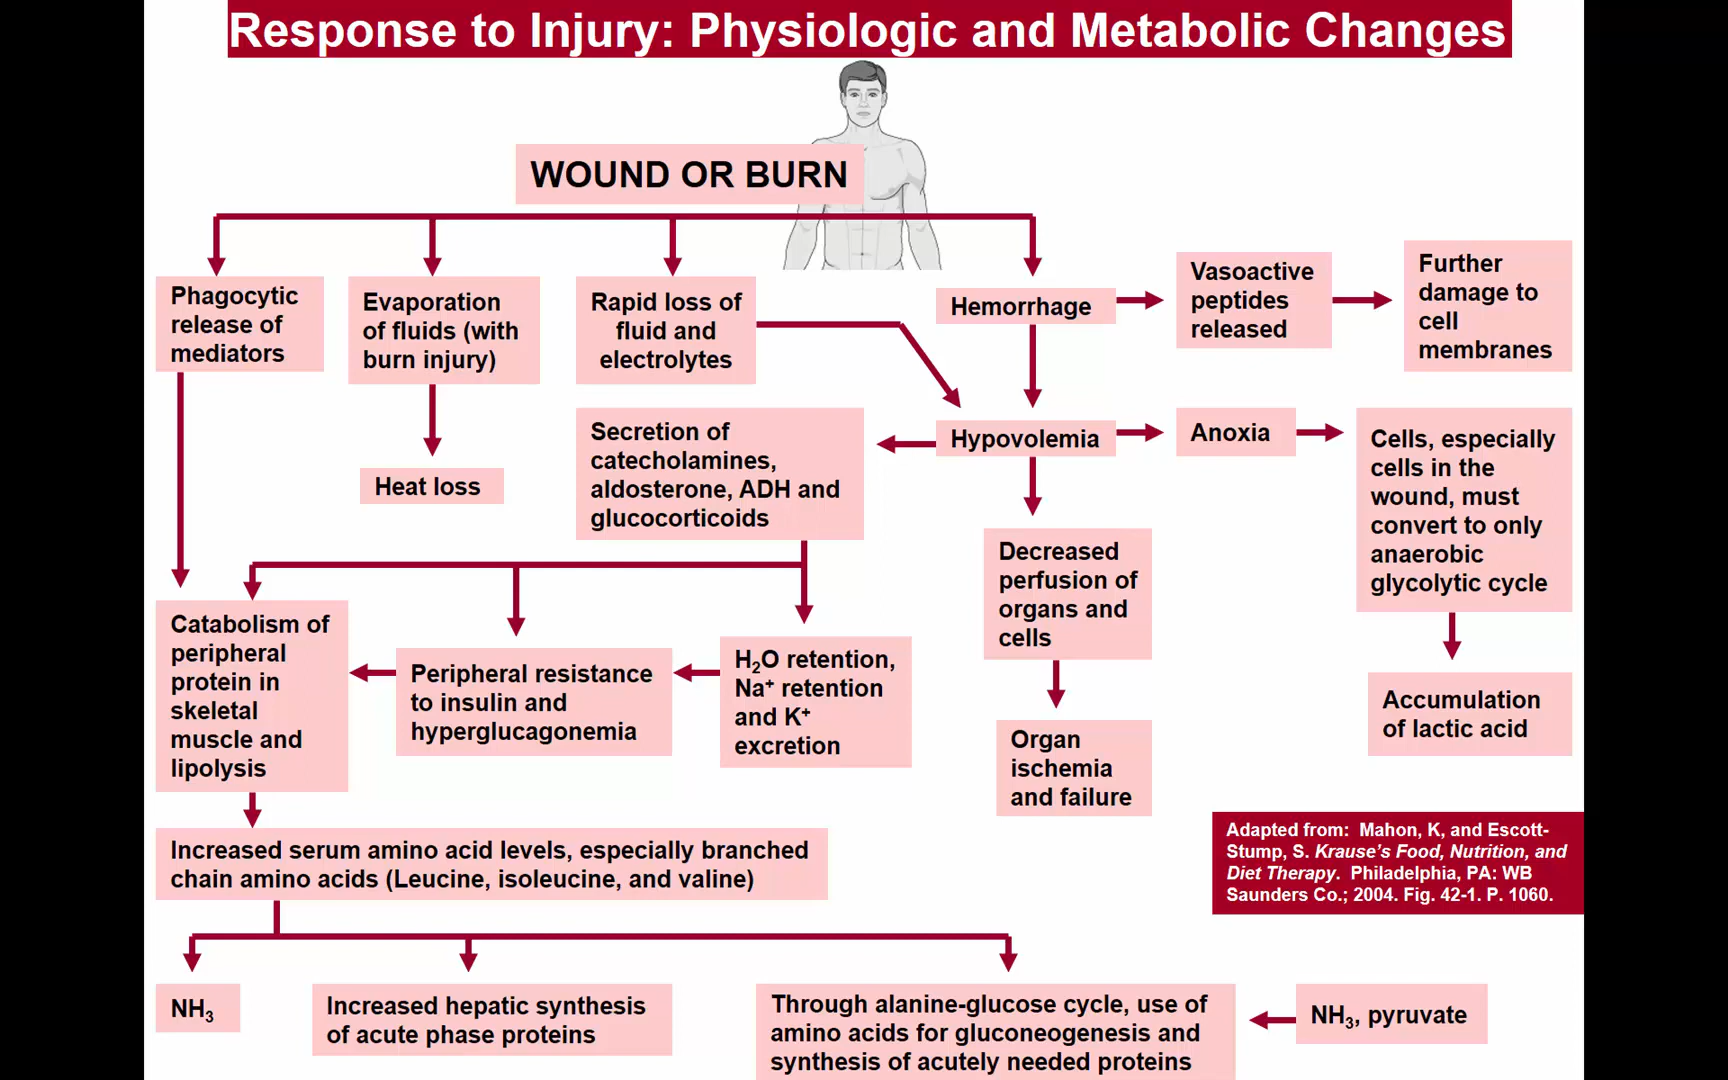 Response to Injury: Physiologic and Metabolic Changes
WOUND OR BURN
Phagocytic
release of
mediators
Evaporation
of fluids (with
burn injury)
Rapid loss of
fluid and
electrolytes
Hemorrhage
Vasoactive
peptides
released
Further
damage to
cell
membranes
Heat loss
Secretion of
catecholamines,
aldosterone, ADH and
glucocorticoids
Hypovolemia
Anoxia
Cells, especially
cells in the
wound, must
convert to only
anaerobic
glycolytic cycle
Decreased
perfusion of
organs and
cells
Catabolism of
peripheral
protein in
skeletal
muscle and
lipolysis
Peripheral resistance
to insulin and
hyperglucagonemia
H₂O retention,
Na⁺ retention
and K⁺
excretion
Organ
ischemia
and failure
Accumulation
of lactic acid
Increased serum amino acid levels, especially branched
chain amino acids (Leucine, isoleucine, and valine)
Adapted from: Mahon, K, and Escott-
Stump, S. Krause's Food, Nutrition, and
Diet Therapy. Philadelphia, PA: WB
Saunders Co.; 2004. Fig. 42-1. P. 1060.
NH₃
Increased hepatic synthesis
of acute phase proteins
Through alanine-glucose cycle, use of
amino acids for gluconeogenesis and
synthesis of acutely needed proteins
NH₃, pyruvate